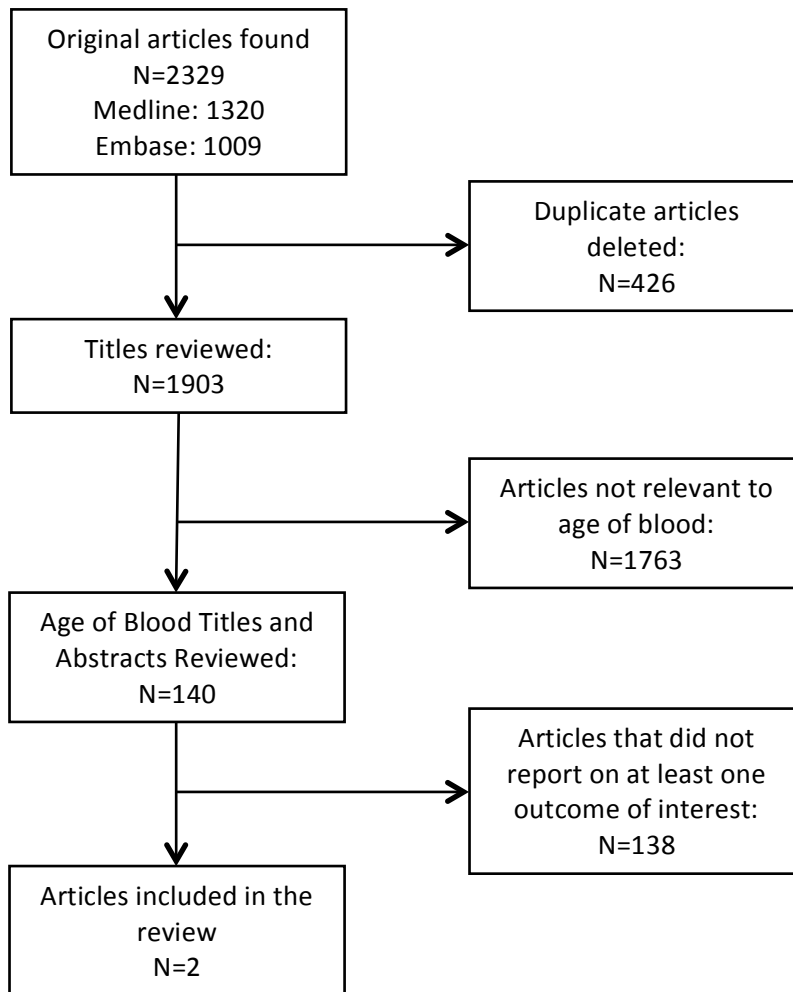 Original articles found
N=2329
Medline: 1320
Embase: 1009
Duplicate articles
deleted:
N=426
Titles reviewed:
N=1903
Articles not relevant to
age of blood:
N=1763
Age of Blood Titles and
Abstracts Reviewed:
N=140
Articles that did not
report on at least one
outcome of interest:
N=138
Articles included in the
review
N=2